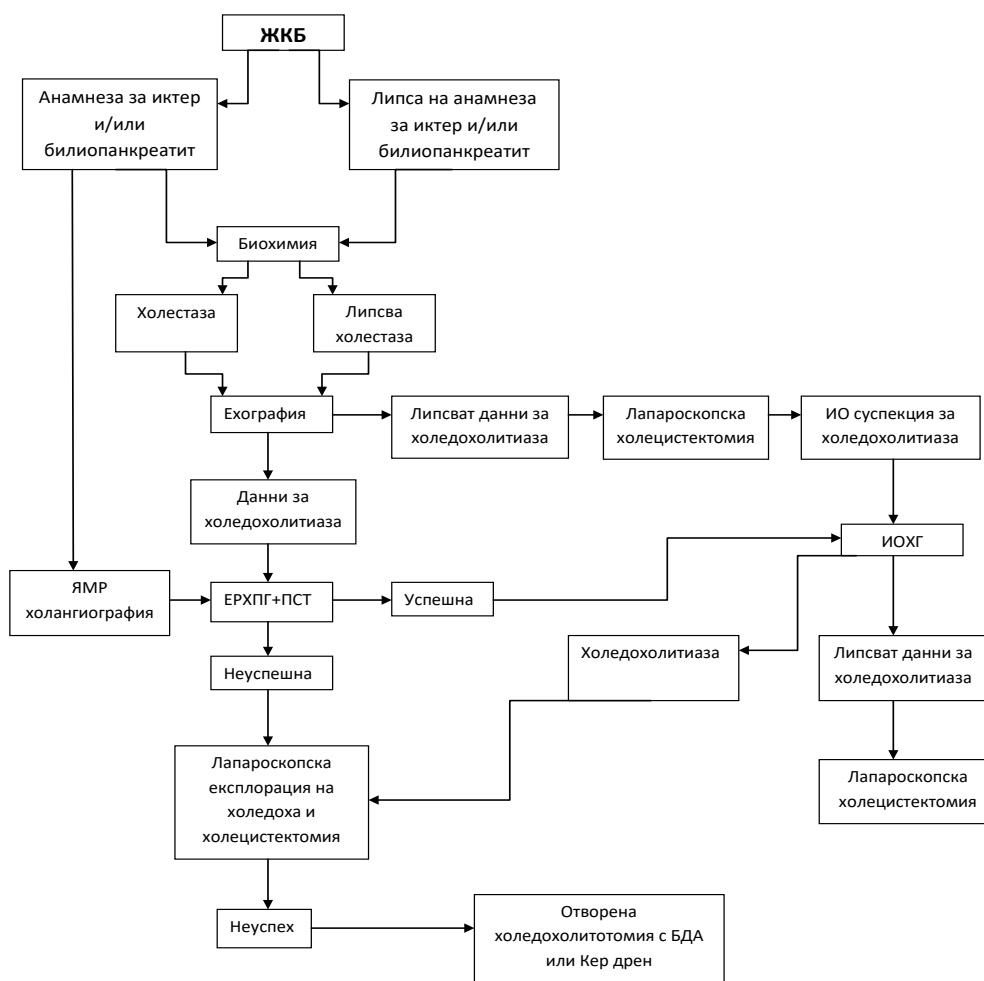 ЖКБ
Анамнеза за иктер
и/или
билиопанкреатит
Липса на анамнеза
за иктер и/или
билиопанкреатит
Биохимия
Холестаза
Липсва
холестаза
Ехография
Липсват данни за
холедохолитиаза
Лапароскопска
холецистектомия
ИО суспекция за
холедохолитиаза
Данни за
холедохолитиаза
ИОХГ
ЯМР
холангиография
ЕРХПГ+ПСТ
Успешна
Неуспешна
Холедохолитиаза
Липсват данни за
холедохолитиаза
Лапароскопска
експлорация на
холедоха и
холецистектомия
Лапароскопска
холецистектомия
Неуспех
Отворена
холедохолитотомия с БДА
или Кер дрен